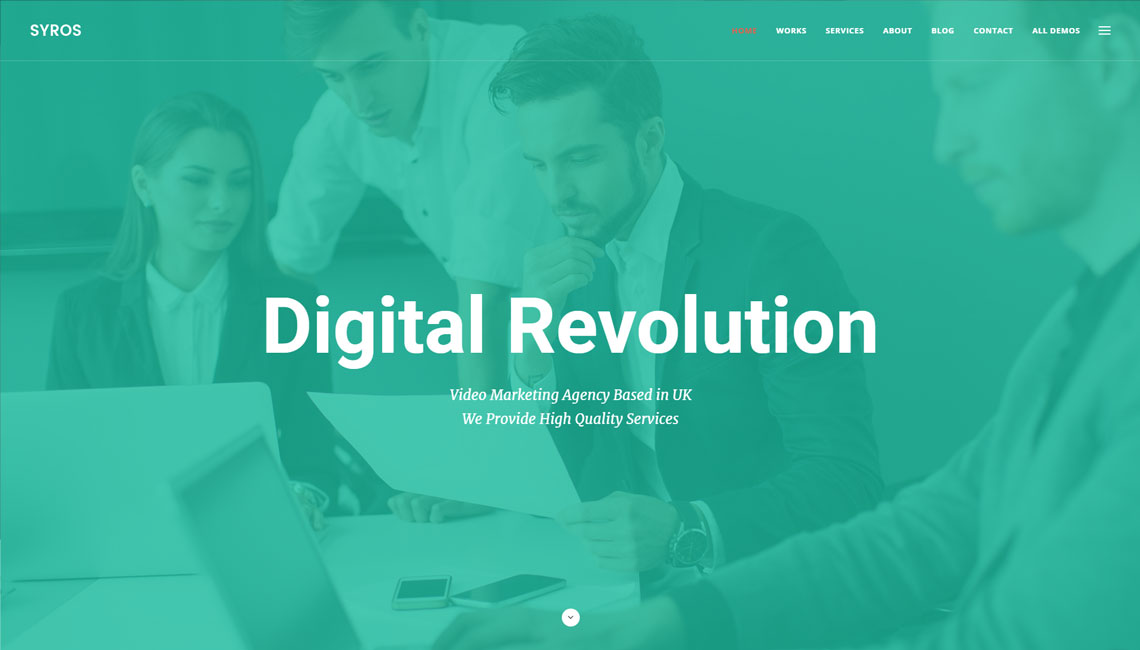 SYROS
HOME WORKS SERVICES ABOUT BLOG CONTACT ALL DEMOS
Digital Revolution
Video Marketing Agency Based in UK
We Provide High Quality Services